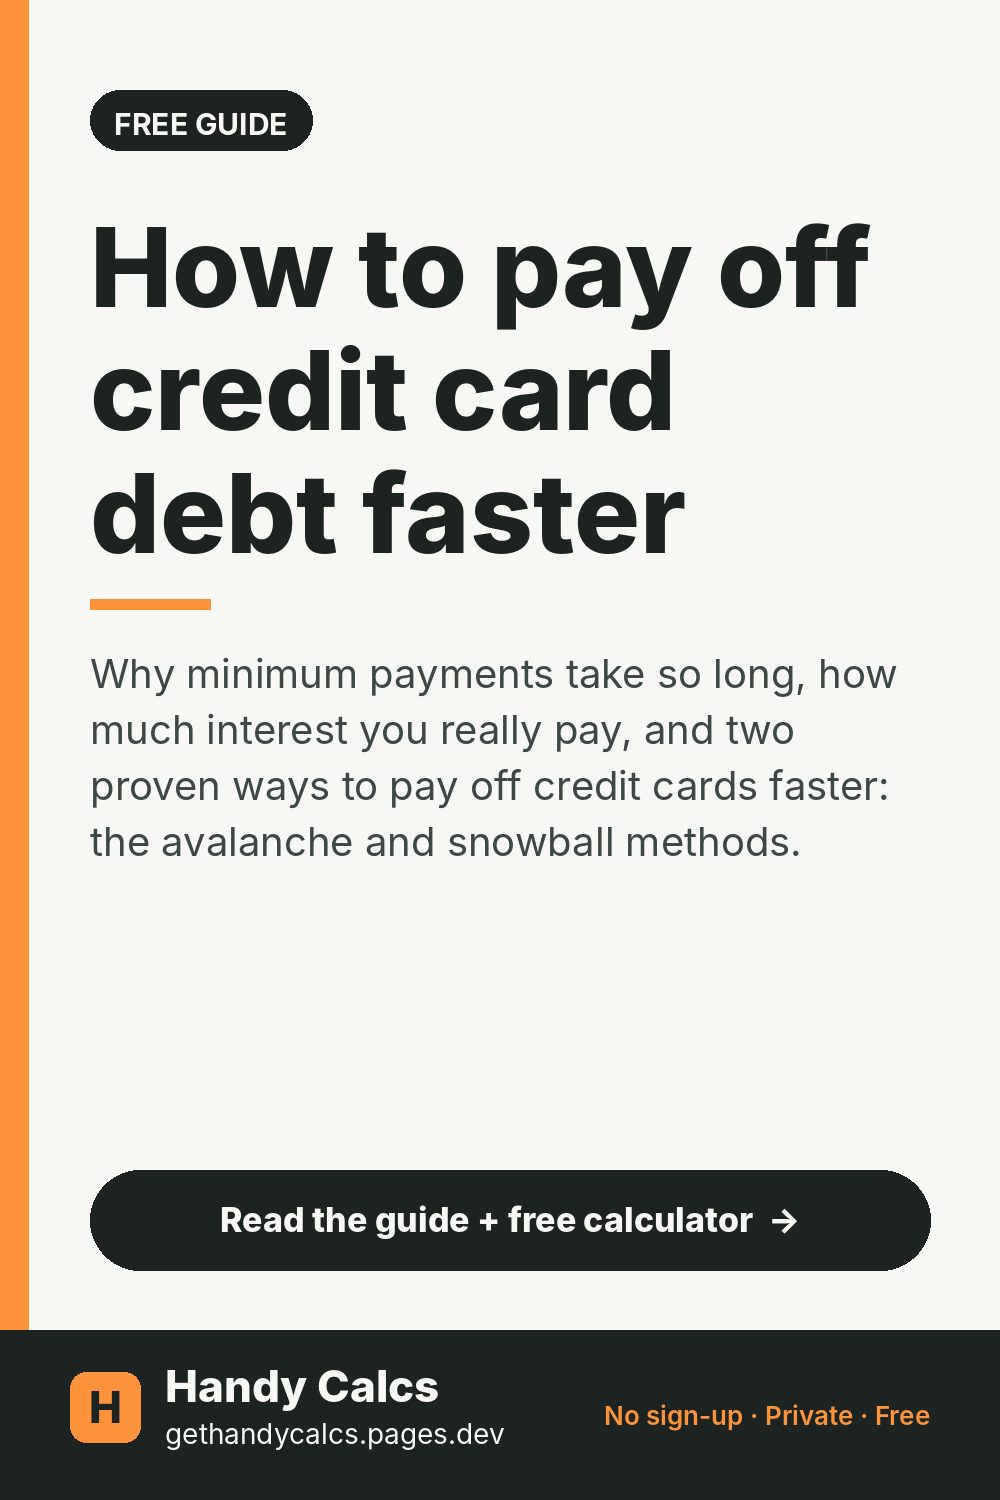 FREE GUIDE
How to pay off
credit card
debt faster
Why minimum payments take so long, how
much interest you really pay, and two
proven ways to pay off credit cards faster:
the avalanche and snowball methods.
Read the guide + free calculator →
H
Handy Calcs
gethandycalcs.pages.dev
No sign-up · Private · Free